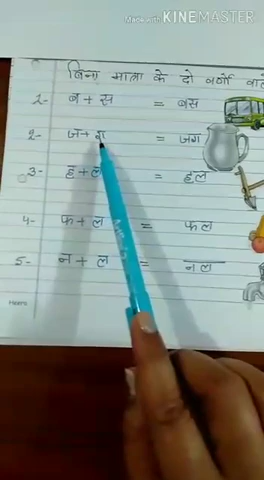 Made with KINEMASTER
बिना मात्रा के दो वर्णों वाले
1- ब + स = बस
2- ज + ग = जग
3- ह + ल = हल
4- फ + ल = फल
5- न + ल = नल